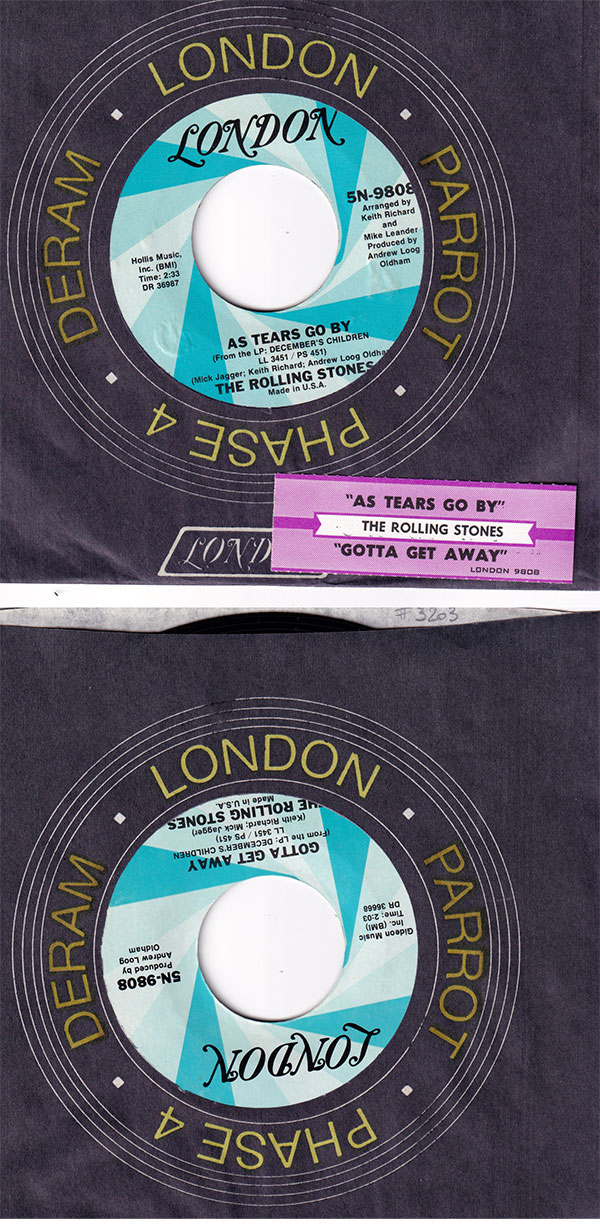 LONDON
PARROT
DERAM
PHASE 4
LONDON
5N-9808
Arranged by
Keith Richard
and
Mike Leander
Produced by
Andrew Loog
Oldham
Hollis Music,
Inc. (BMI)
Time: 2:33
DR 36987
AS TEARS GO BY
(From the LP: DECEMBER'S CHILDREN
LL 3451 / PS 451)
(Mick Jagger; Keith Richard; Andrew Loog Oldha
THE ROLLING STONES
Made in U.S.A.
LOND
"AS TEARS GO BY"
THE ROLLING STONES
"GOTTA GET AWAY"
LONDON 9808
# 3203
LONDON
PARROT
DERAM
PHASE 4
LONDON
5N-9808
Produced by
Andrew Loog
Oldham
Gideon Music
Inc. (BMI)
Time: 2:03
DR 36668
GOTTA GET AWAY
(From the LP: DECEMBER'S CHILDREN
LL 3451 / PS 451)
(Keith Richard; Mick Jagger)
THE ROLLING STONES
Made in U.S.A.